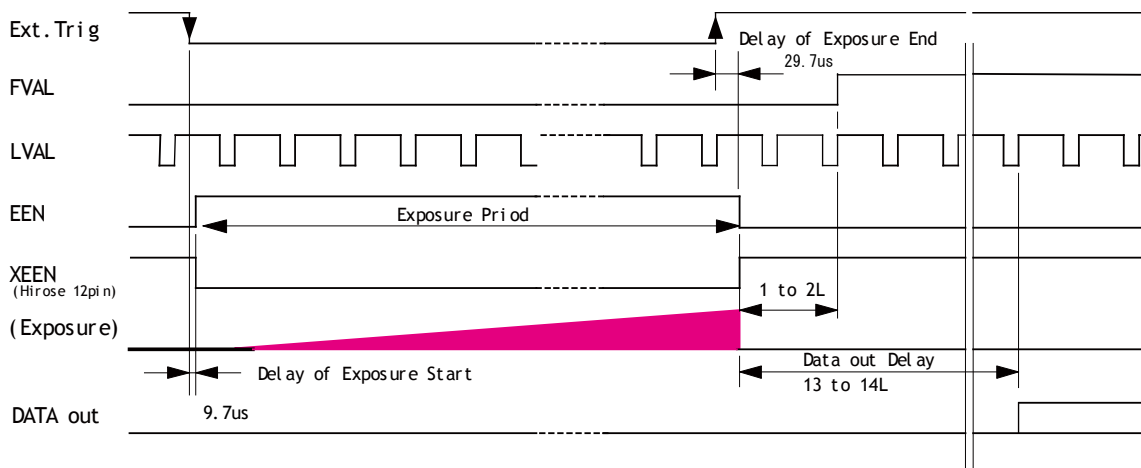 Ext.Trig
Delay of Exposure End
29.7us
FVAL
LVAL
EEN
Exposure Priod
XEEN
(Hirose 12pin)
1 to 2L
(Exposure)
Data out Delay
Delay of Exposure Start
13 to 14L
9.7us
DATA out